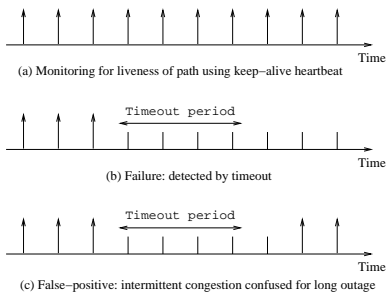 Time
(a) Monitoring for liveness of path using keep−alive heartbeat
Timeout period
Time
(b) Failure: detected by timeout
Timeout period
Time
(c) False−positive: intermittent congestion confused for long outage